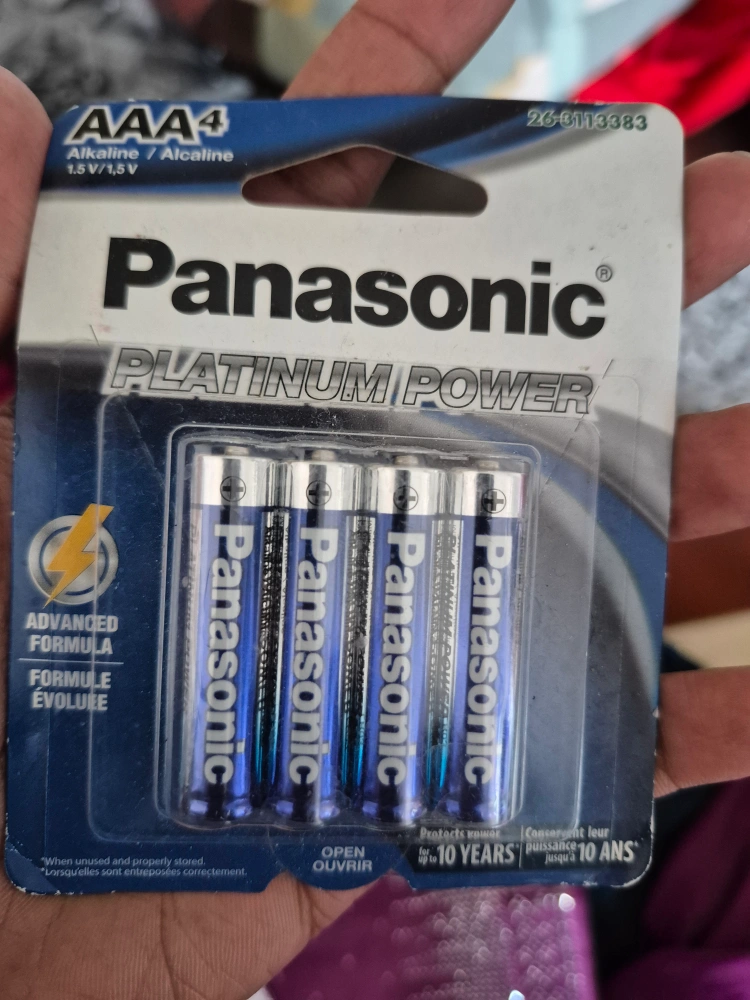 AAA4
26-3113383
Alkaline / Alcaline
1.5 V / 1,5 V
Panasonic®
PLATINUM POWER
Panasonic
Panasonic
Panasonic
Panasonic
ADVANCED
FORMULA
FORMULE
ÉVOLUÉE
Protects power
for up to 10 YEARS*
Conservent leur
puissance jusqu'à 10 ANS*
OPEN
OUVRIR
*When unused and properly stored.
*Lorsqu'elles sont entreposées correctement.